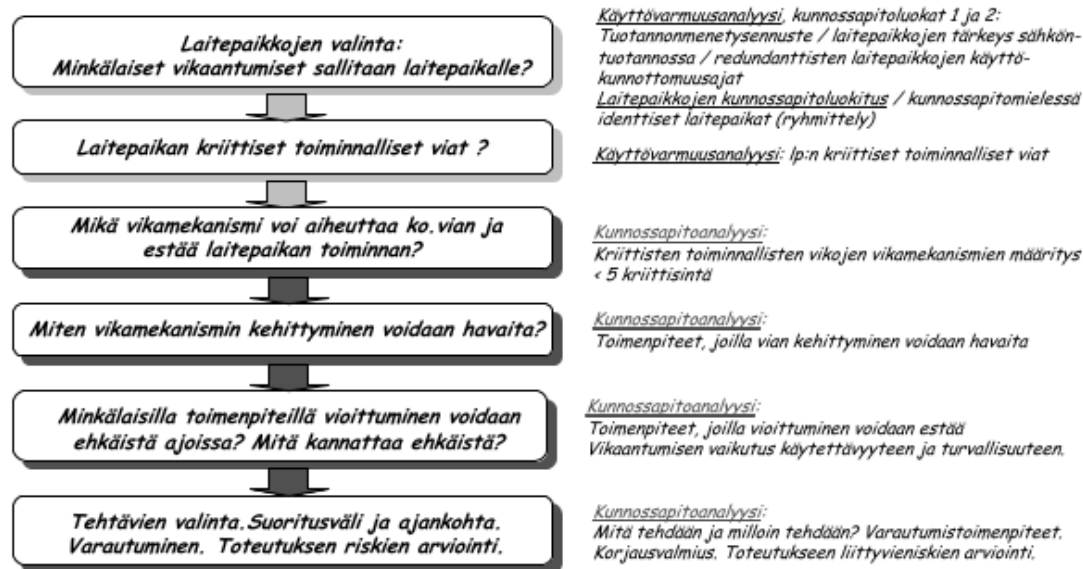 Laitepaikkojen valinta:
Minkälaiset vikaantumiset sallitaan laitepaikalle?
Käyttövarmuusanalyysi, kunnossapitoluokat 1 ja 2:
Tuotannonmenetysennuste / laitepaikkojen tärkeys sähkön-
tuotannossa / redundanttisten laitepaikkojen käyttö-
kunnottomuusajat
Laitepaikkojen kunnossapitoluokitus / kunnossapitomielessä
identtiset laitepaikat (ryhmittely)
Laitepaikan kriittiset toiminnalliset viat ?
Käyttövarmuusanalyysi: lp:n kriittiset toiminnalliset viat
Mikä vikamekanismi voi aiheuttaa ko.vian ja
estää laitepaikan toiminnan?
Kunnossapitoanalyysi:
Kriittisten toiminnallisten vikojen vikamekanismien määritys
< 5 kriittisintä
Miten vikamekanismin kehittyminen voidaan havaita?
Kunnossapitoanalyysi:
Toimenpiteet, joilla vian kehittyminen voidaan havaita
Minkälaisilla toimenpiteillä vioittuminen voidaan
ehkäistä ajoissa? Mitä kannattaa ehkäistä?
Kunnossapitoanalyysi:
Toimenpiteet, joilla vioittuminen voidaan estää
Vikaantumisen vaikutus käytettävyyteen ja turvallisuuteen.
Tehtävien valinta.Suoritusväli ja ajankohta.
Varautuminen. Toteutuksen riskien arviointi.
Kunnossapitoanalyysi:
Mitä tehdään ja milloin tehdään? Varautumistoimenpiteet.
Korjausvalmius. Toteutukseen liittyvieniskien arviointi.